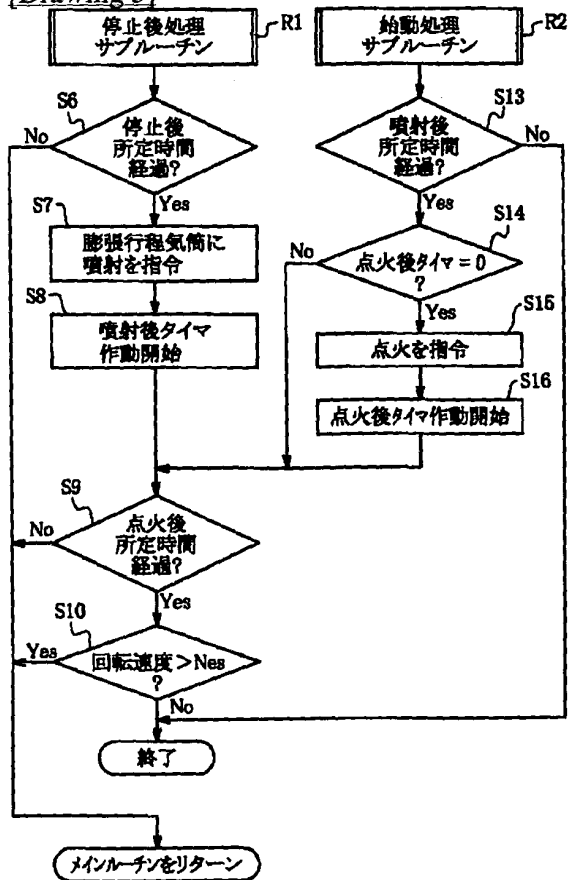 [Drawing 3]
停止後処理
サブルーチン
R1
S6
停止後
所定時間
経過?
No
Yes
S7
膨張行程気筒に
噴射を指令
S8
噴射後タイマ
作動開始
始動処理
サブルーチン
R2
S13
噴射後
所定時間
経過?
No
Yes
S14
点火後タイマ=0
?
No
Yes
S15
点火を指令
S16
点火後タイマ作動開始
S9
点火後
所定時間
経過?
No
Yes
S10
回転速度>Nes
?
Yes
No
終了
メインルーチンをリターン